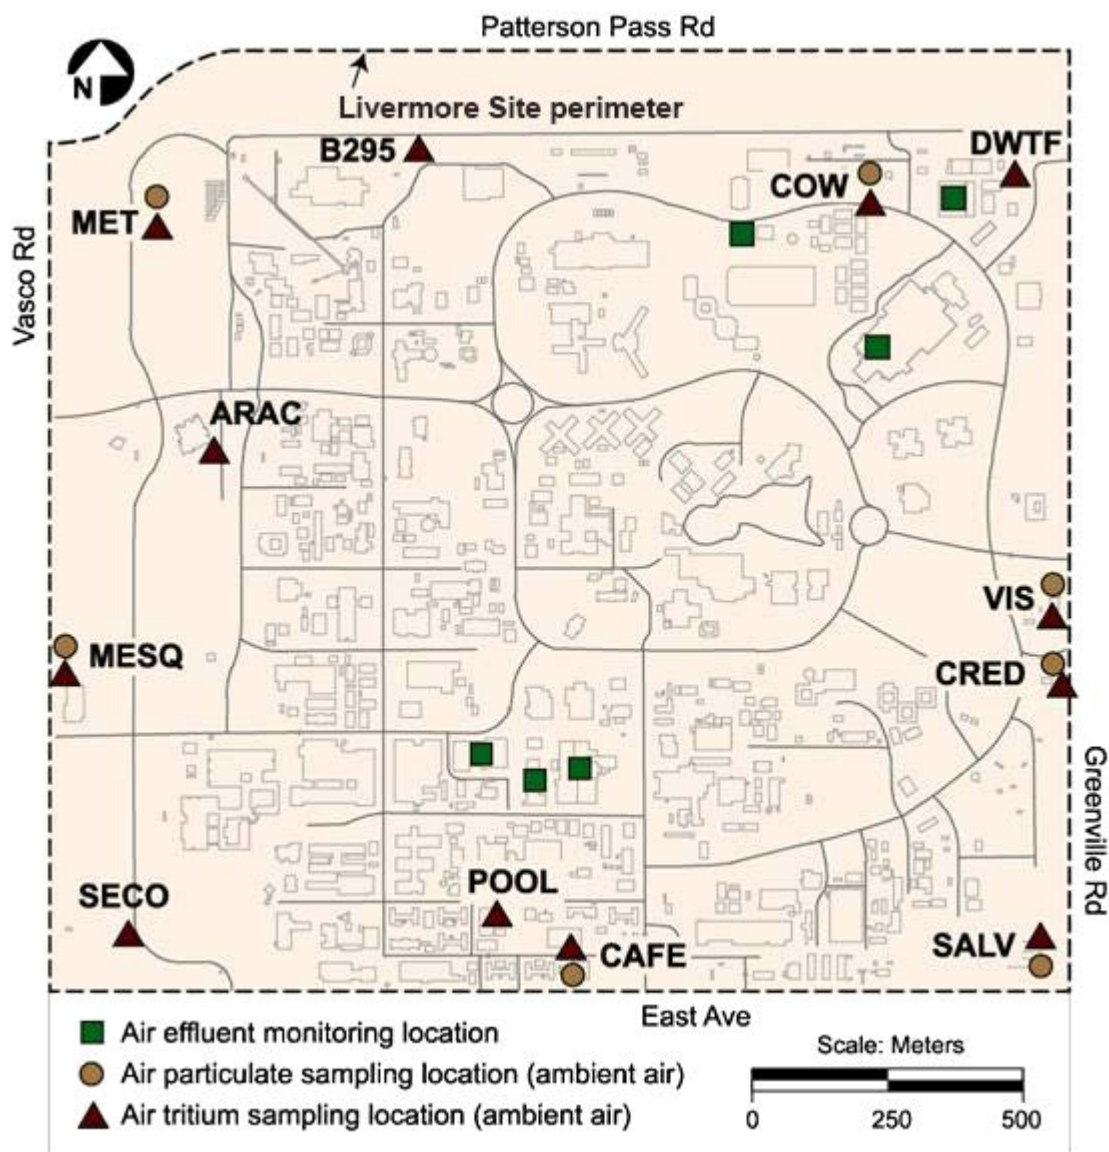 Patterson Pass Rd
N
Livermore Site perimeter
B295
DWTF
COW
MET
Vasco Rd
ARAC
VIS
MESQ
CRED
Greenville Rd
SECO
POOL
CAFE
SALV
East Ave
Air effluent monitoring location
Air particulate sampling location (ambient air)
Air tritium sampling location (ambient air)
Scale: Meters
0 250 500